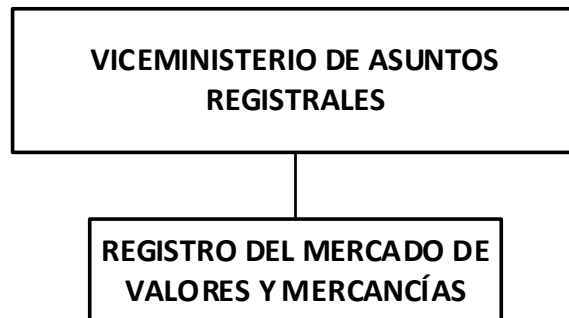 VICEMINISTERIO DE ASUNTOS
REGISTRALES
REGISTRO DEL MERCADO DE
VALORES Y MERCANCÍAS